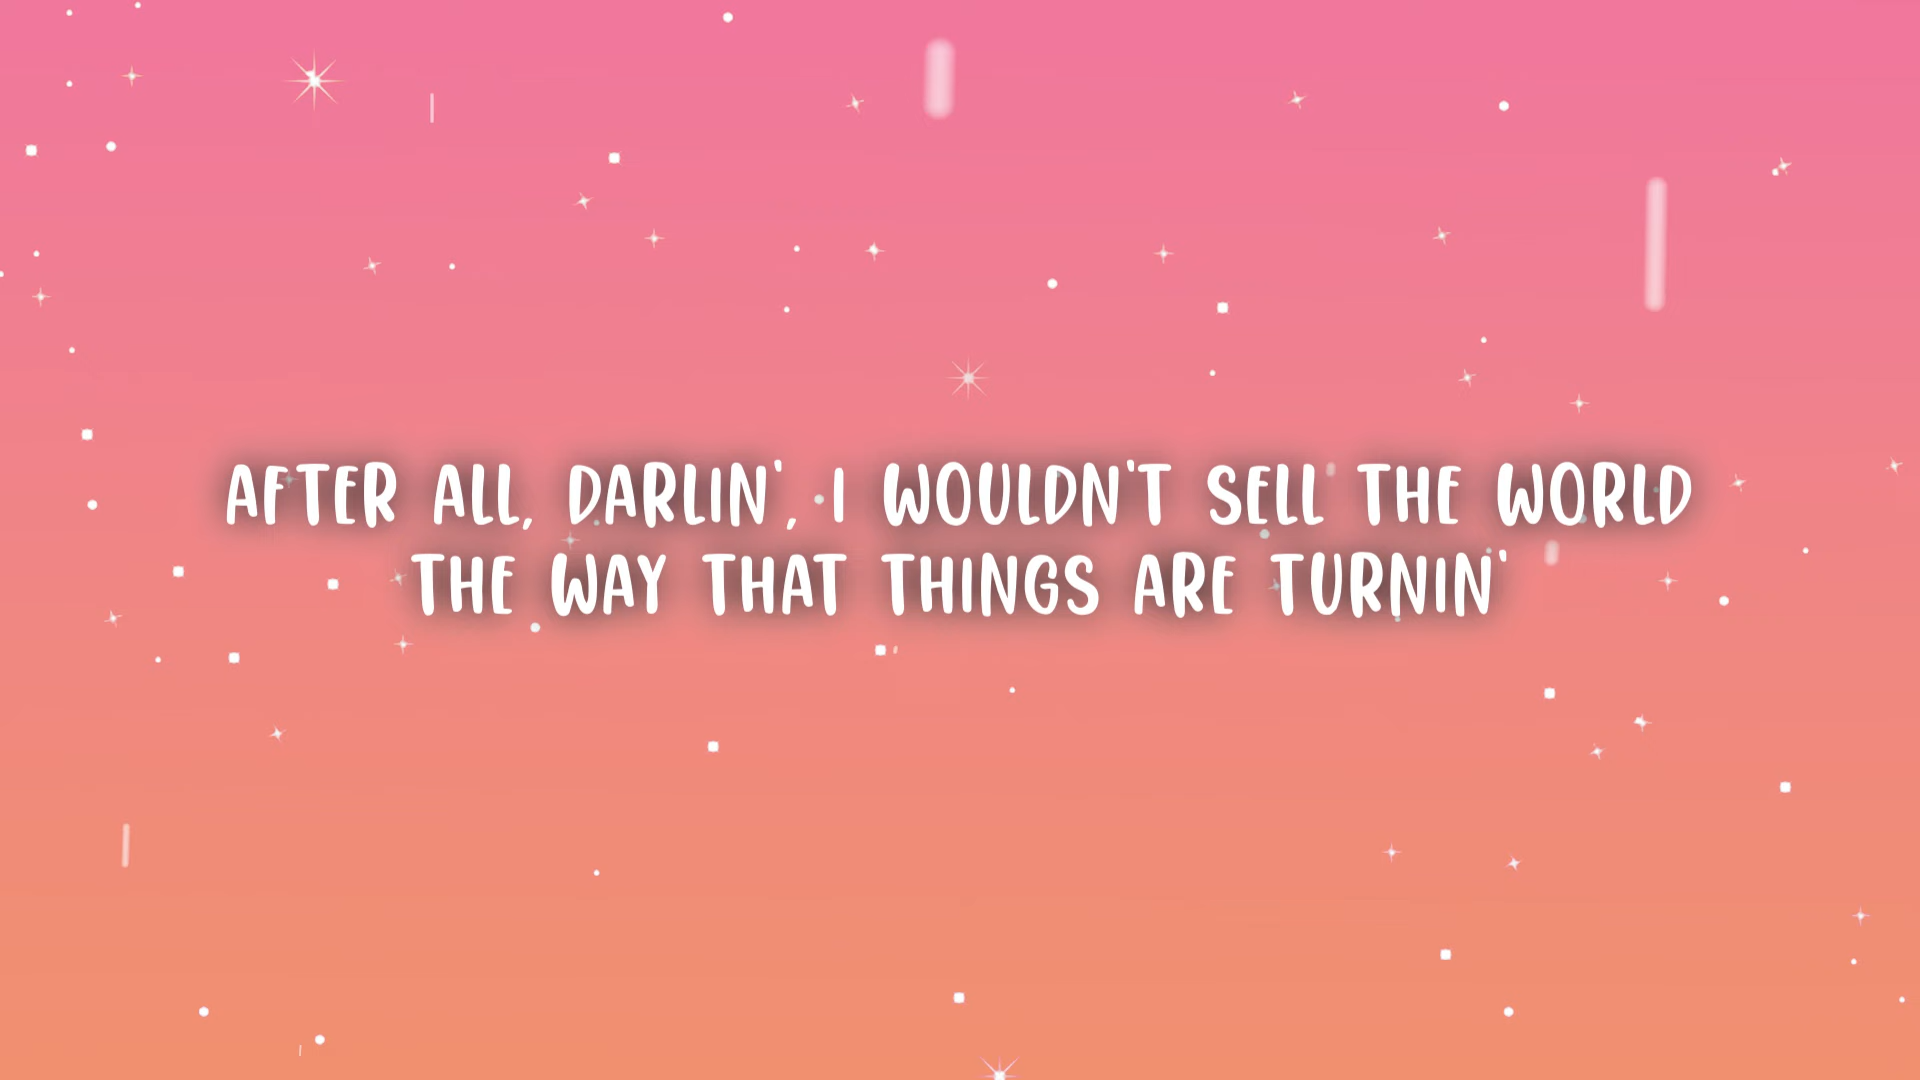 AFTER ALL, DARLIN', I WOULDN'T SELL THE WORLD
THE WAY THAT THINGS ARE TURNIN'